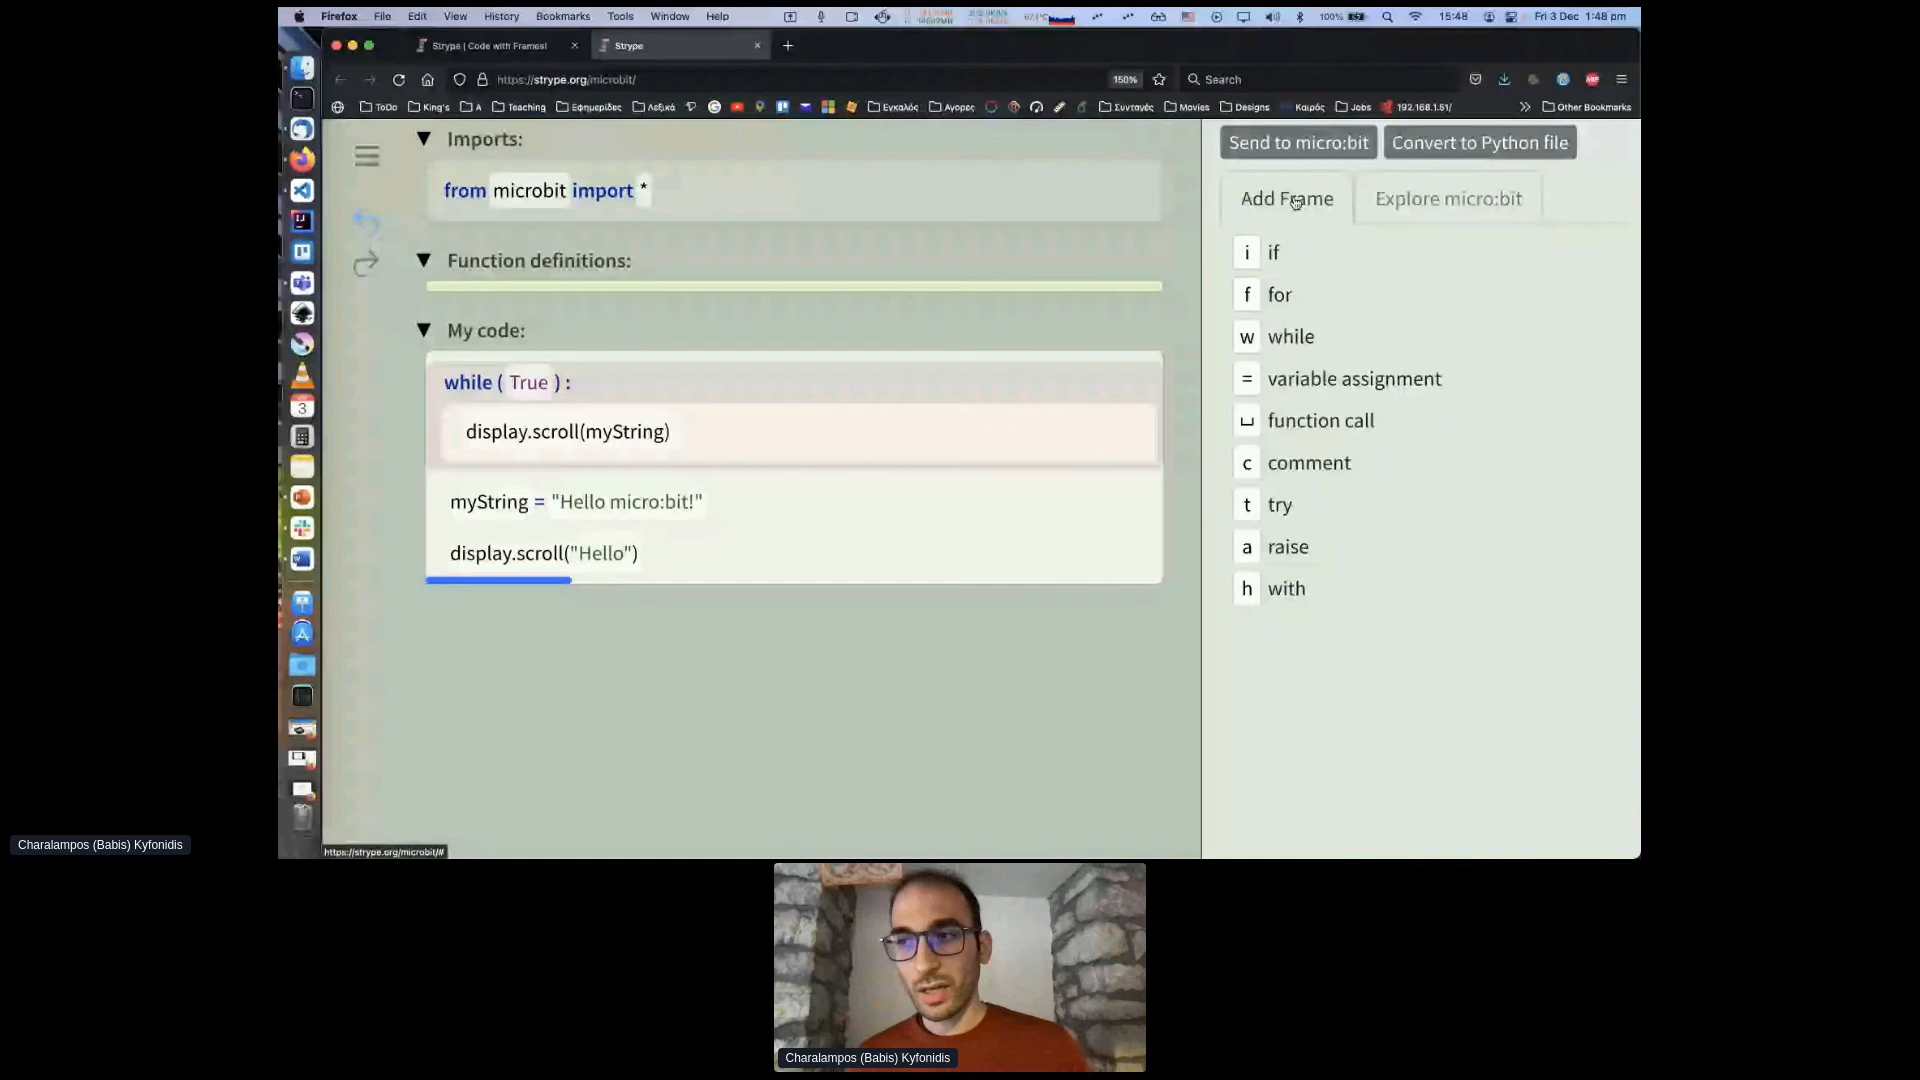 Firefox File Edit View History Bookmarks Tools Window Help 100% 15:48 Fri 3 Dec 1:48 pm
Strype | Code with Frames! Strype
https://strype.org/microbit/ 150% Search
ToDo King's A Teaching Εφημερίδες Λεξικά Εγκαλός Αγορες Συνταγές Movies Designs Καιρός Jobs 192.168.1.51/ Other Bookmarks
Imports:
from microbit import *
Function definitions:
My code:
while ( True ) :
display.scroll(myString)
myString = "Hello micro:bit!"
display.scroll("Hello")
Send to micro:bit Convert to Python file
Add Frame Explore micro:bit
i if
f for
w while
= variable assignment
⎵ function call
c comment
t try
a raise
h with
https://strype.org/microbit/#
Charalampos (Babis) Kyfonidis
Charalampos (Babis) Kyfonidis